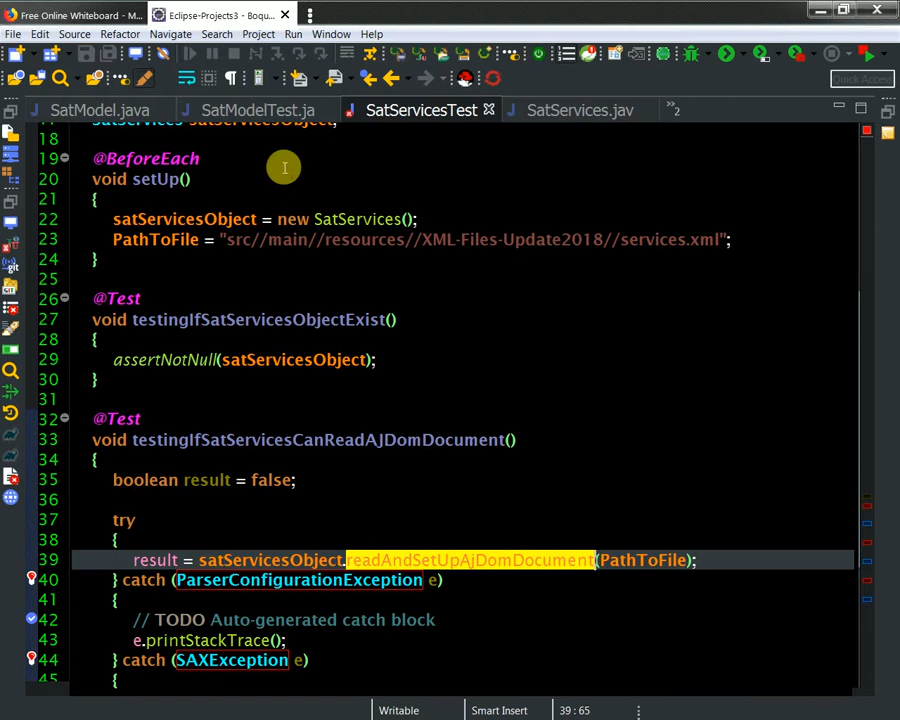 Free Online Whiteboard - M...
Eclipse-Projects3 - Boqu...
File Edit Source Refactor Navigate Search Project Run Window Help
Quick Access
SatModel.java
SatModelTest.ja
SatServicesTest
SatServices.jav
»2
SatServices satServicesObject;
18
19 @BeforeEach
20 void setUp()
21 {
22 satServicesObject = new SatServices();
23 PathToFile = "src//main//resources//XML-Files-Update2018//services.xml";
24 }
25
26 @Test
27 void testingIfSatServicesObjectExist()
28 {
29 assertNotNull(satServicesObject);
30 }
31
32 @Test
33 void testingIfSatServicesCanReadAJDomDocument()
34 {
35 boolean result = false;
36
37 try
38 {
39 result = satServicesObject.readAndSetUpAjDomDocument(PathToFile);
40 } catch (ParserConfigurationException e)
41 {
42 // TODO Auto-generated catch block
43 e.printStackTrace();
44 } catch (SAXException e)
45 {
Writable Smart Insert 39 : 65